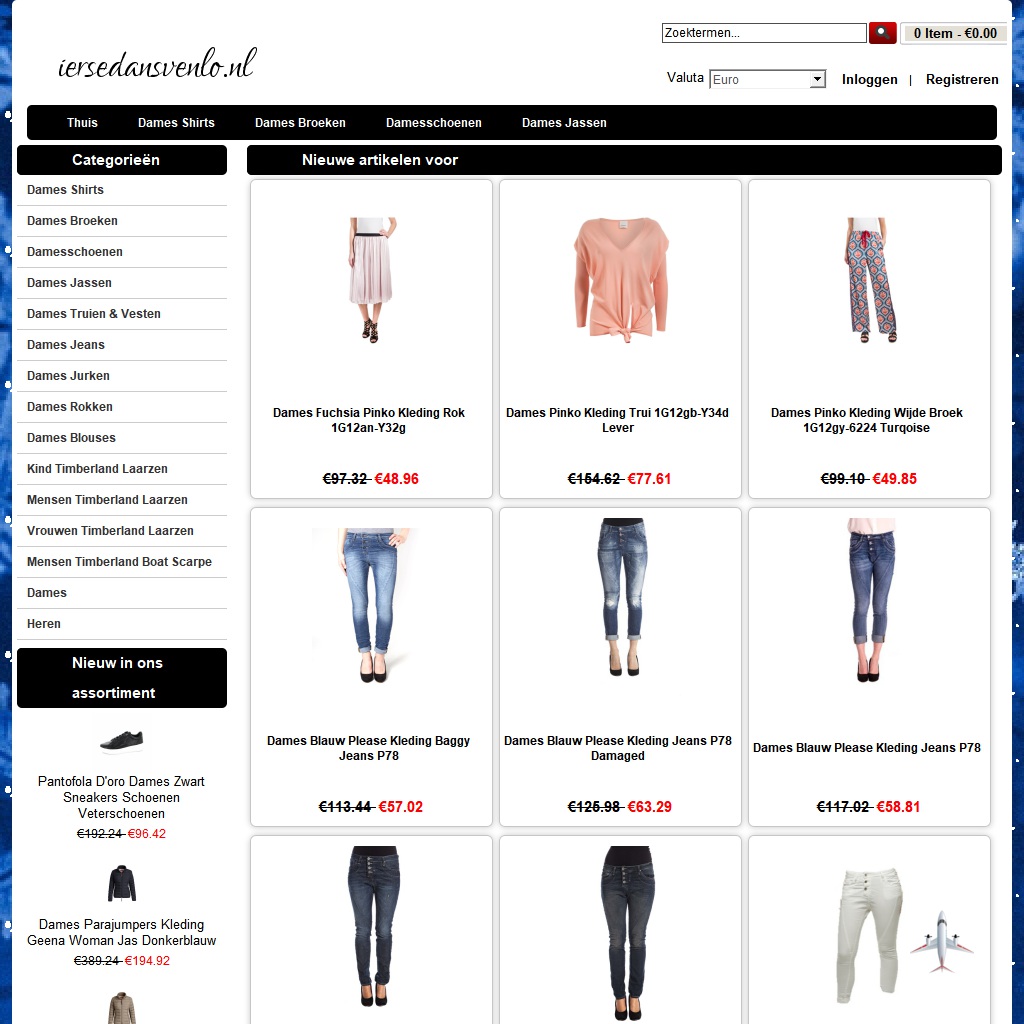 iersedansvenlo.nl
Zoektermen...
0 Item - €0.00
Valuta
Euro
Inloggen | Registreren
Thuis
Dames Shirts
Dames Broeken
Damesschoenen
Dames Jassen
Categorieën
Dames Shirts
Dames Broeken
Damesschoenen
Dames Jassen
Dames Truien & Vesten
Dames Jeans
Dames Jurken
Dames Rokken
Dames Blouses
Kind Timberland Laarzen
Mensen Timberland Laarzen
Vrouwen Timberland Laarzen
Mensen Timberland Boat Scarpe
Dames
Heren
Nieuw in ons
assortiment
Pantofola D'oro Dames Zwart
Sneakers Schoenen
Veterschoenen
€192.24 €96.42
Dames Parajumpers Kleding
Geena Woman Jas Donkerblauw
€389.24 €194.92
Nieuwe artikelen voor
Dames Fuchsia Pinko Kleding Rok
1G12an-Y32g
€97.32 €48.96
Dames Pinko Kleding Trui 1G12gb-Y34d
Lever
€154.62 €77.61
Dames Pinko Kleding Wijde Broek
1G12gy-6224 Turqoise
€99.10 €49.85
Dames Blauw Please Kleding Baggy
Jeans P78
€113.44 €57.02
Dames Blauw Please Kleding Jeans P78
Damaged
€125.98 €63.29
Dames Blauw Please Kleding Jeans P78
€117.02 €58.81